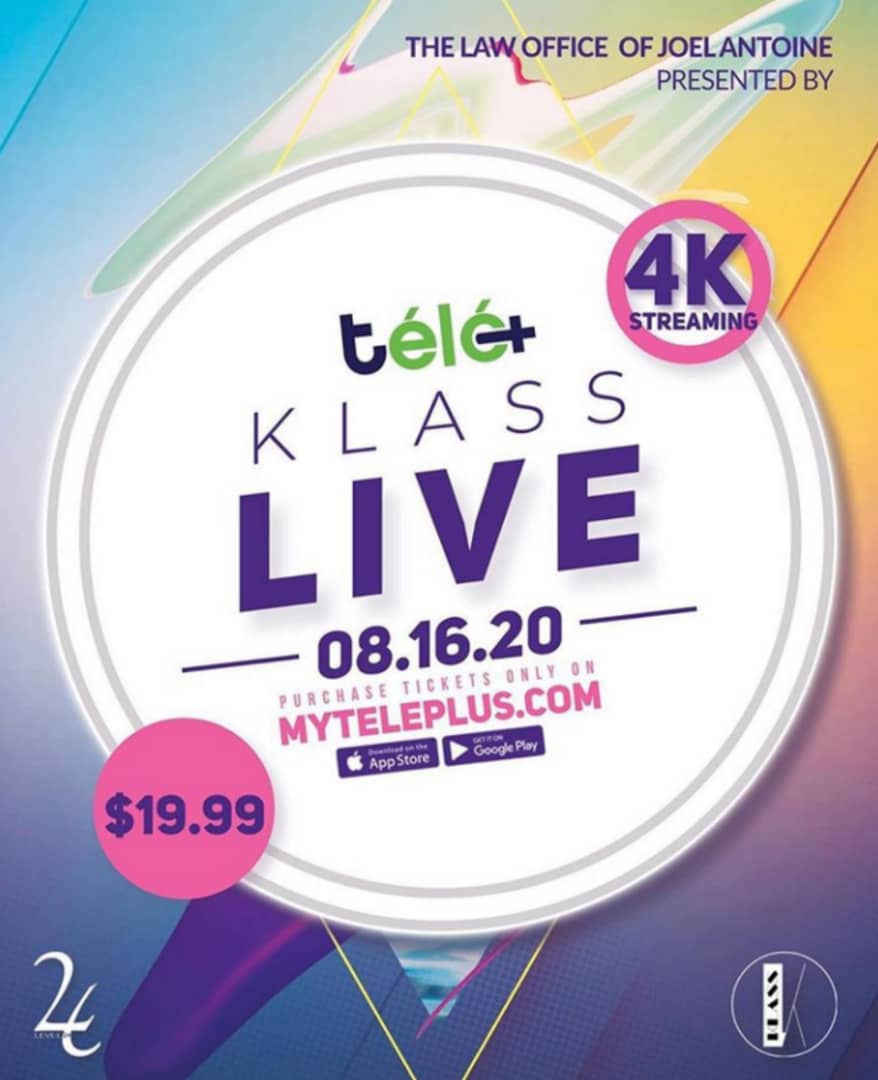 THE LAW OFFICE OF JOEL ANTOINE
PRESENTED BY
4K
STREAMING
télé+
KLASS
LIVE
08.16.20
PURCHASE TICKETS ONLY ON
MYTELEPLUS.COM
Download on the
App Store
GET IT ON
Google Play
$19.99
KLASS